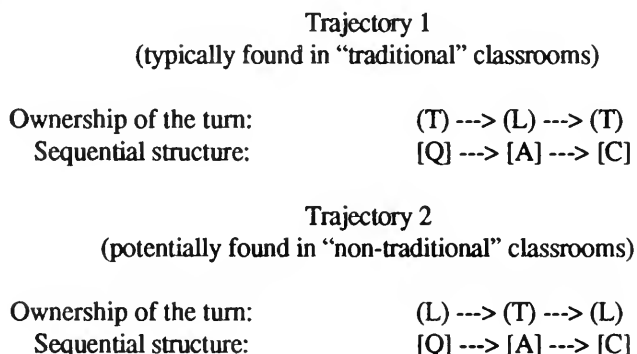 Trajectory 1
(typically found in “traditional” classrooms)
Ownership of the turn: (T) ---> (L) ---> (T)
Sequential structure: [Q] ---> [A] ---> [C]
Trajectory 2
(potentially found in “non-traditional” classrooms)
Ownership of the turn: (L) ---> (T) ---> (L)
Sequential structure: [Q] ---> [A] ---> [C]